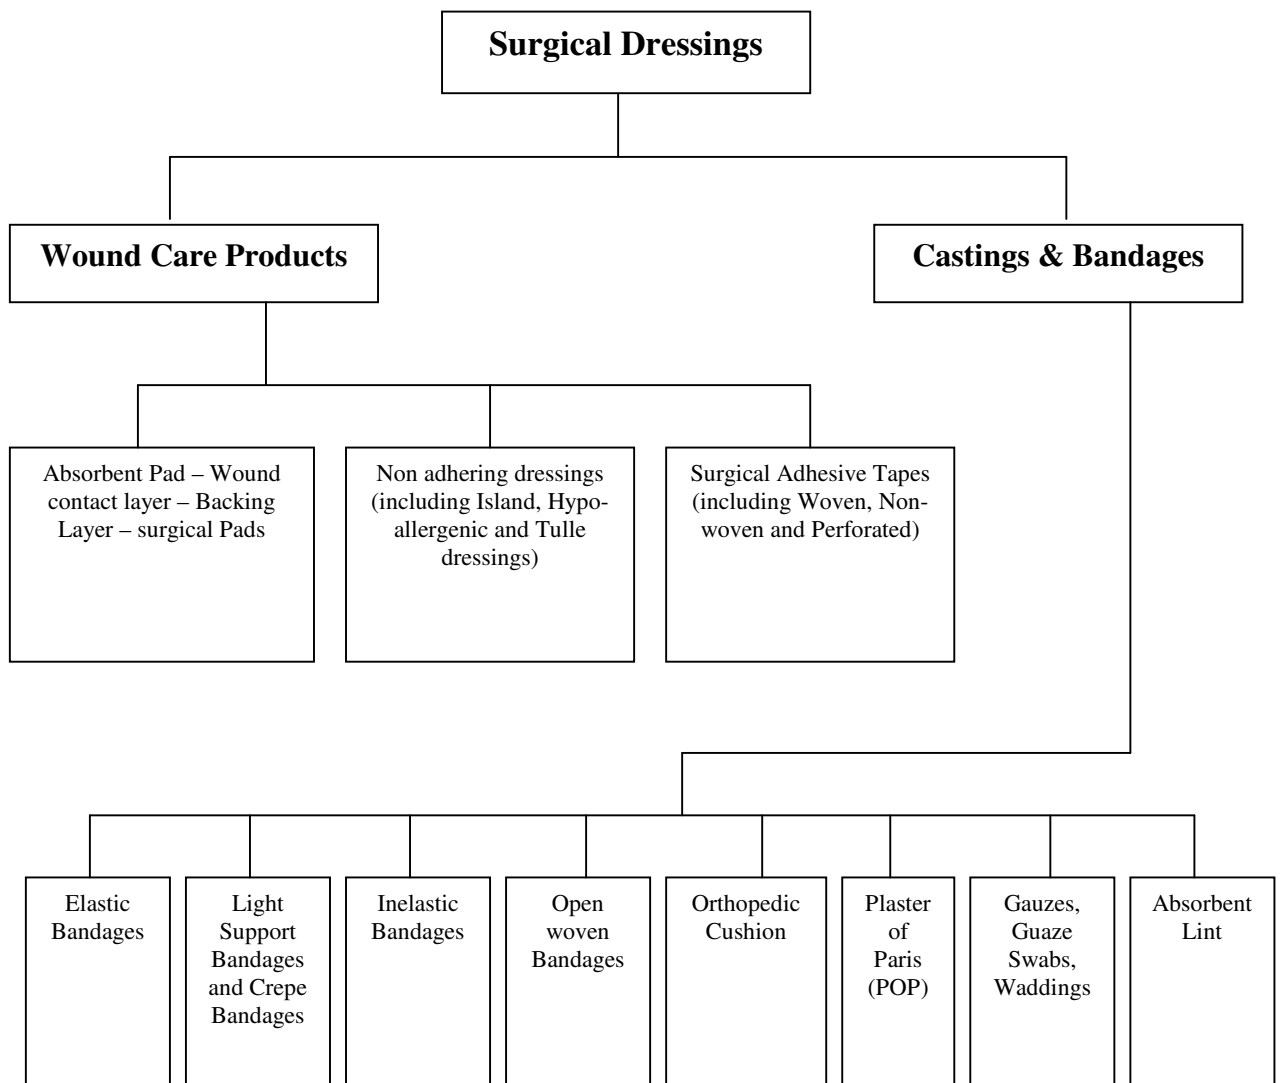 Surgical Dressings
Wound Care Products
Castings & Bandages
Absorbent Pad – Wound
contact layer – Backing
Layer – surgical Pads
Non adhering dressings
(including Island, Hypo-
allergenic and Tulle
dressings)
Surgical Adhesive Tapes
(including Woven, Non-
woven and Perforated)
Elastic
Bandages
Light
Support
Bandages
and Crepe
Bandages
Inelastic
Bandages
Open
woven
Bandages
Orthopedic
Cushion
Plaster
of
Paris
(POP)
Gauzes,
Guaze
Swabs,
Waddings
Absorbent
Lint